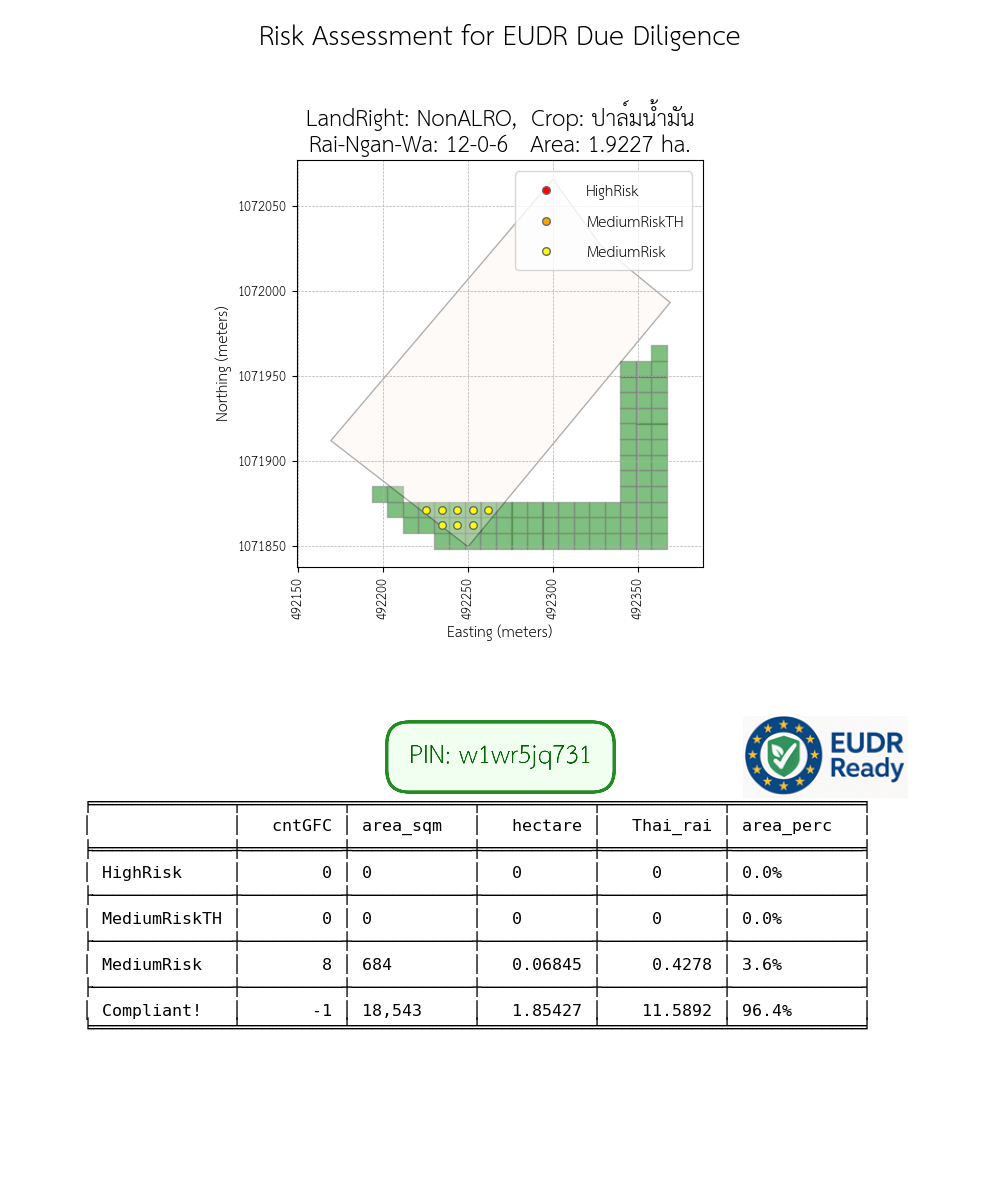 Risk Assessment for EUDR Due Diligence
LandRight: NonALRO,  Crop: ปาล์มน้ำมัน
Rai-Ngan-Wa: 12-0-6   Area: 1.9227 ha.
HighRisk
MediumRiskTH
MediumRisk
1072050
1072000
1071950
1071900
1071850
Northing (meters)
492150
492200
492250
492300
492350
Easting (meters)
PIN: w1wr5jq731
EUDR
Ready
cntGFC area_sqm hectare Thai_rai area_perc
HighRisk 0 0 0 0 0.0%
MediumRiskTH 0 0 0 0 0.0%
MediumRisk 8 684 0.06845 0.4278 3.6%
Compliant! -1 18,543 1.85427 11.5892 96.4%